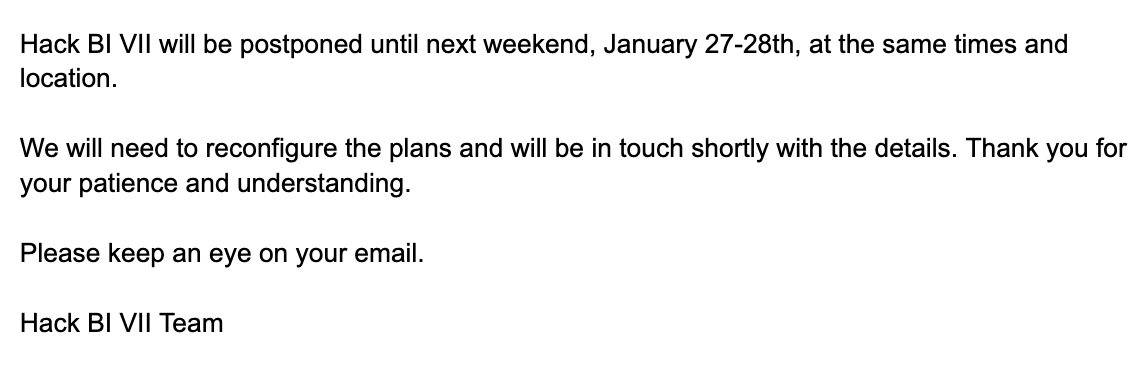 Hack BI VII will be postponed until next weekend, January 27-28th, at the same times and
location.
We will need to reconfigure the plans and will be in touch shortly with the details. Thank you for
your patience and understanding.
Please keep an eye on your email.
Hack BI VII Team